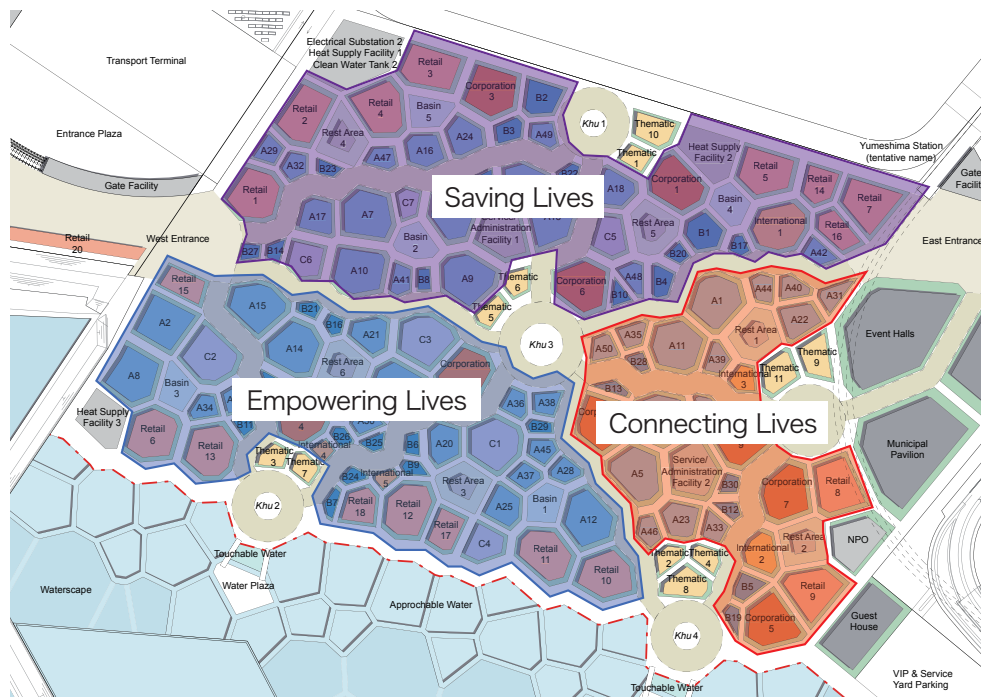 Transport Terminal
Entrance Plaza
Gate Facility
Retail
20
West Entrance
Electrical Substation 2
Heat Supply Facility 1
Clean Water Tank 2
Retail
3
Corporation
3
B2
Khu 1
Thematic
10
Thematic
1
Heat Supply
Facility 2
Yumeshima Station
(tentative name)
Gate
Facilit
East Entrance
Retail
2
Retail
4
Basin
5
Rest Area
4
A24
B3
A49
A16
A47
A29
A32
B23
Retail
1
Saving Lives
B22
A18
Corporation
1
Retail
5
Retail
14
Retail
7
Basin
4
International
1
Retail
16
A42
A17
A7
C7
Basin
2
Administration
Facility 1
C5
Rest Area
5
B1
B17
B20
B27
B14
C6
A10
A41
B8
A9
Thematic
6
Thematic
5
Corporation
6
A48
B10
B4
Khu 3
Retail
15
A2
A15
B21
B16
A21
C3
A14
Rest Area
6
Corporation
C2
A8
Basin
3
A34
B11
Empowering Lives
A36
A38
B29
A45
Heat Supply
Facility 3
Retail
6
Retail
13
Thematic
3
Thematic
7
4
International
4
B26
B25
B6
A20
C1
B9
B24
International
5
B7
Retail
18
Retail
12
Rest Area
3
Retail
17
C4
A25
A37
A28
Basin
1
A12
Retail
11
Retail
10
Khu 2
A1
A44
A40
A31
A22
Rest Area
1
A50
A35
A11
B28
A39
International
3
Thematic
11
Thematic
9
B13
Connecting Lives
A5
Service/
Administration
Facility 2
B30
B12
A46
A23
A33
Corporation
7
Retail
8
International
2
Rest Area
2
NPO
Thematic
2
Thematic
4
Thematic
8
B5
B19
Corporation
5
Retail
9
Khu 4
Event Halls
Municipal
Pavilion
Guest
House
VIP & Service
Yard Parking
Touchable Water
Water Plaza
Waterscape
Approchable Water
Touchable Water